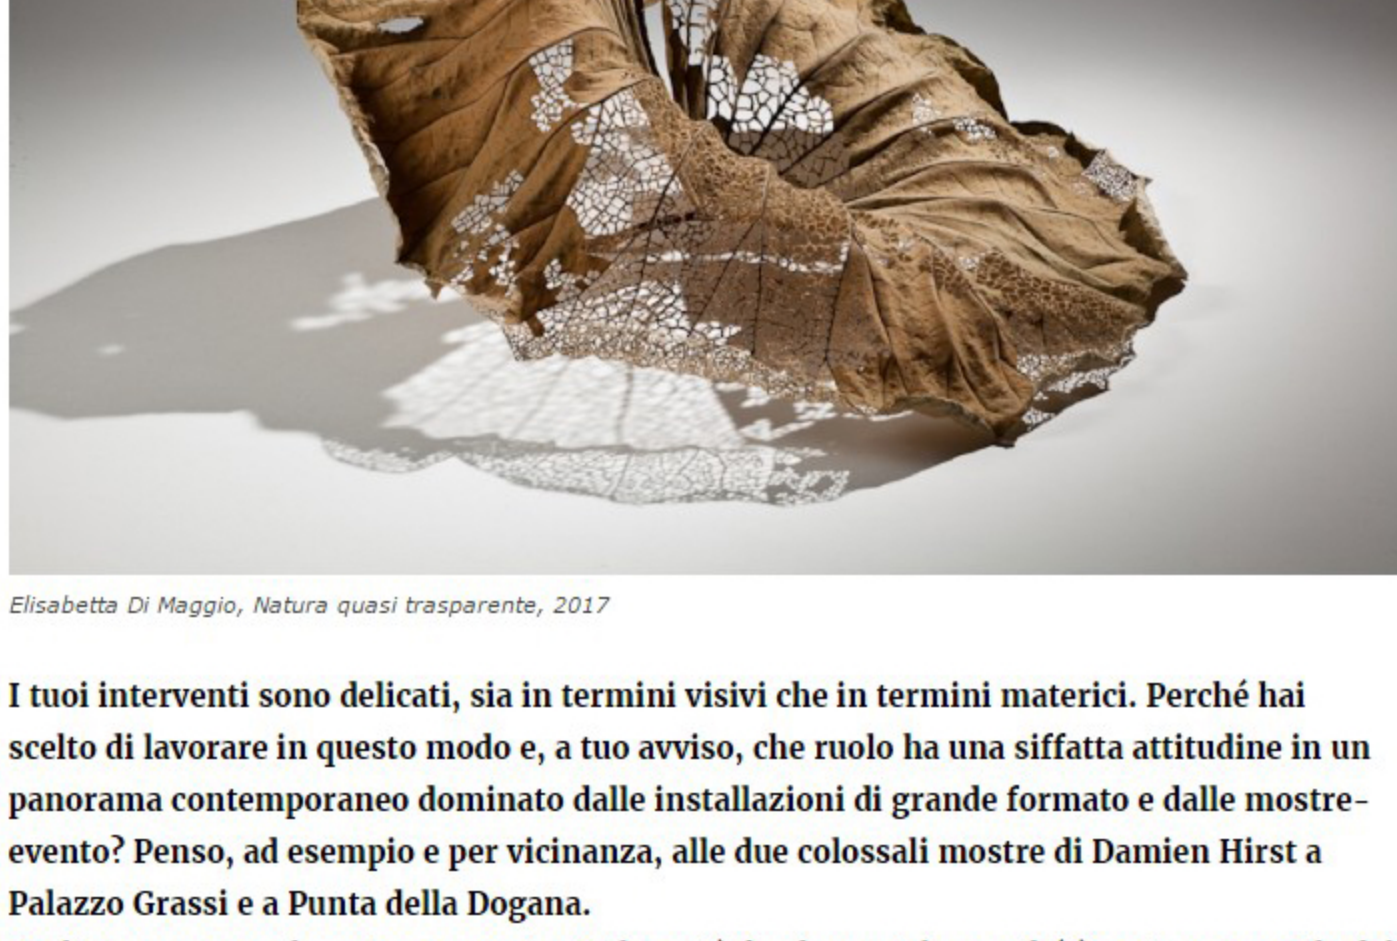 Elisabetta Di Maggio, Natura quasi trasparente, 2017
I tuoi interventi sono delicati, sia in termini visivi che in termini materici. Perché hai
scelto di lavorare in questo modo e, a tuo avviso, che ruolo ha una siffatta attitudine in un
panorama contemporaneo dominato dalle installazioni di grande formato e dalle mostre-
evento? Penso, ad esempio e per vicinanza, alle due colossali mostre di Damien Hirst a
Palazzo Grassi e a Punta della Dogana.